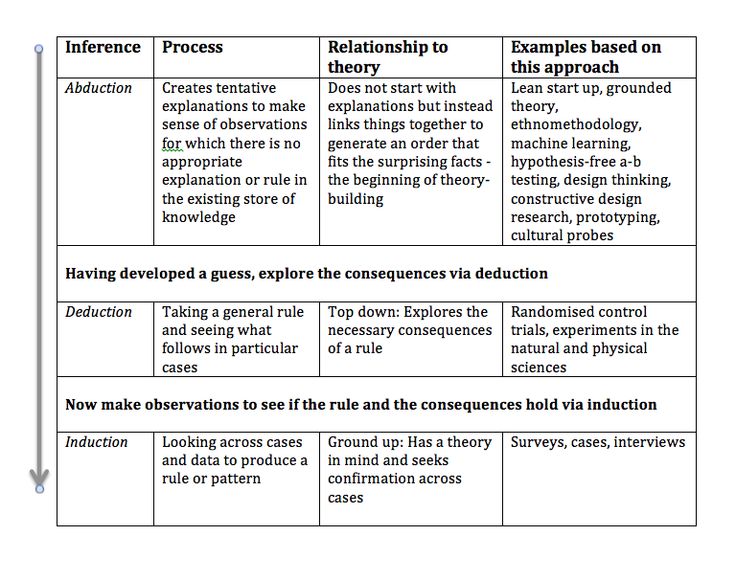 Inference
Process
Relationship to
theory
Examples based on
this approach
Abduction
Creates tentative
explanations to make
sense of observations
for which there is no
appropriate
explanation or rule in
the existing store of
knowledge
Does not start with
explanations but instead
links things together to
generate an order that
fits the surprising facts -
the beginning of theory-
building
Lean start up, grounded
theory,
ethnomethodology,
machine learning,
hypothesis-free a-b
testing, design thinking,
constructive design
research, prototyping,
cultural probes
Having developed a guess, explore the consequences via deduction
Deduction
Taking a general rule
and seeing what
follows in particular
cases
Top down: Explores the
necessary consequences
of a rule
Randomised control
trials, experiments in the
natural and physical
sciences
Now make observations to see if the rule and the consequences hold via induction
Induction
Looking across cases
and data to produce a
rule or pattern
Ground up: Has a theory
in mind and seeks
confirmation across
cases
Surveys, cases, interviews